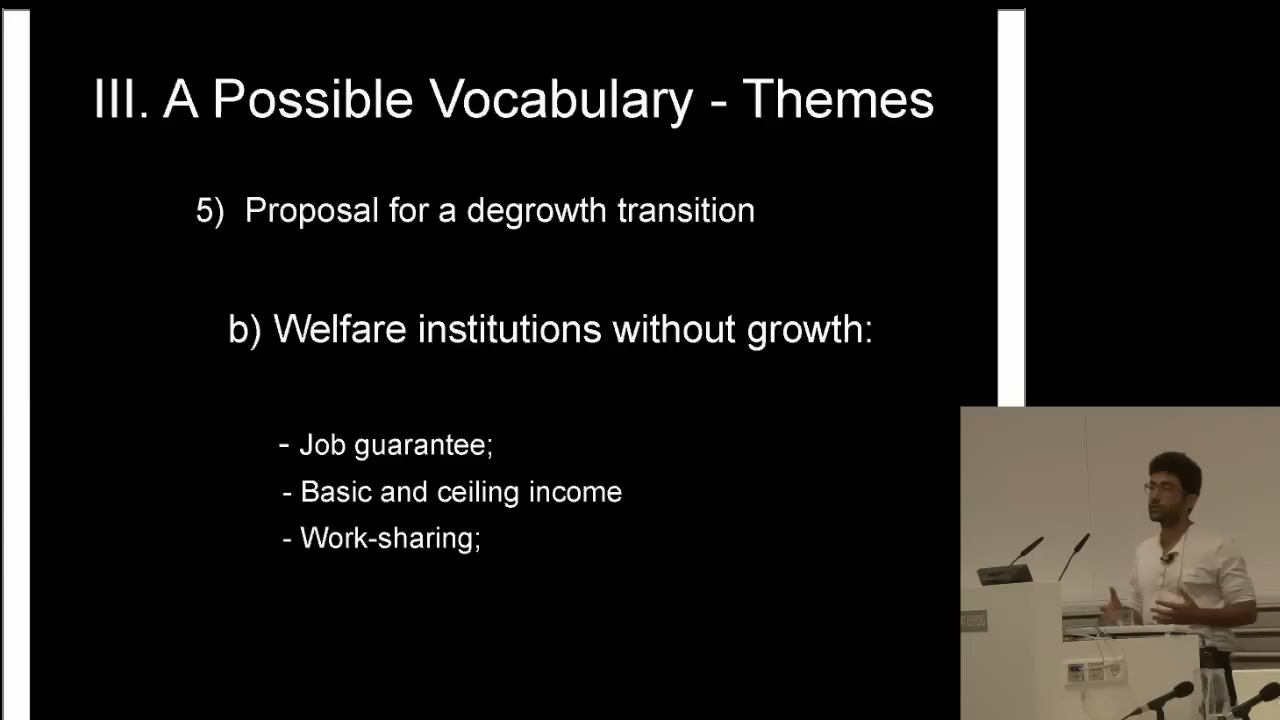 III. A Possible Vocabulary - Themes
5) Proposal for a degrowth transition
b) Welfare institutions without growth:
- Job guarantee;
- Basic and ceiling income
- Work-sharing;